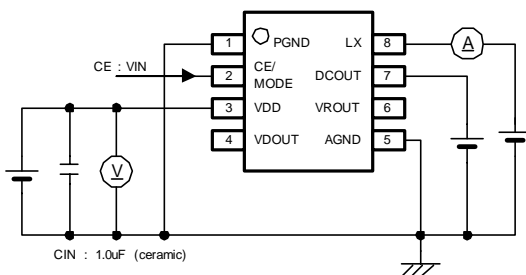 1 PGND LX 8
A
CE : VIN
2 CE/ MODE DCOUT 7
3 VDD VROUT 6
4 VDOUT AGND 5
V
CIN : 1.0uF (ceramic)